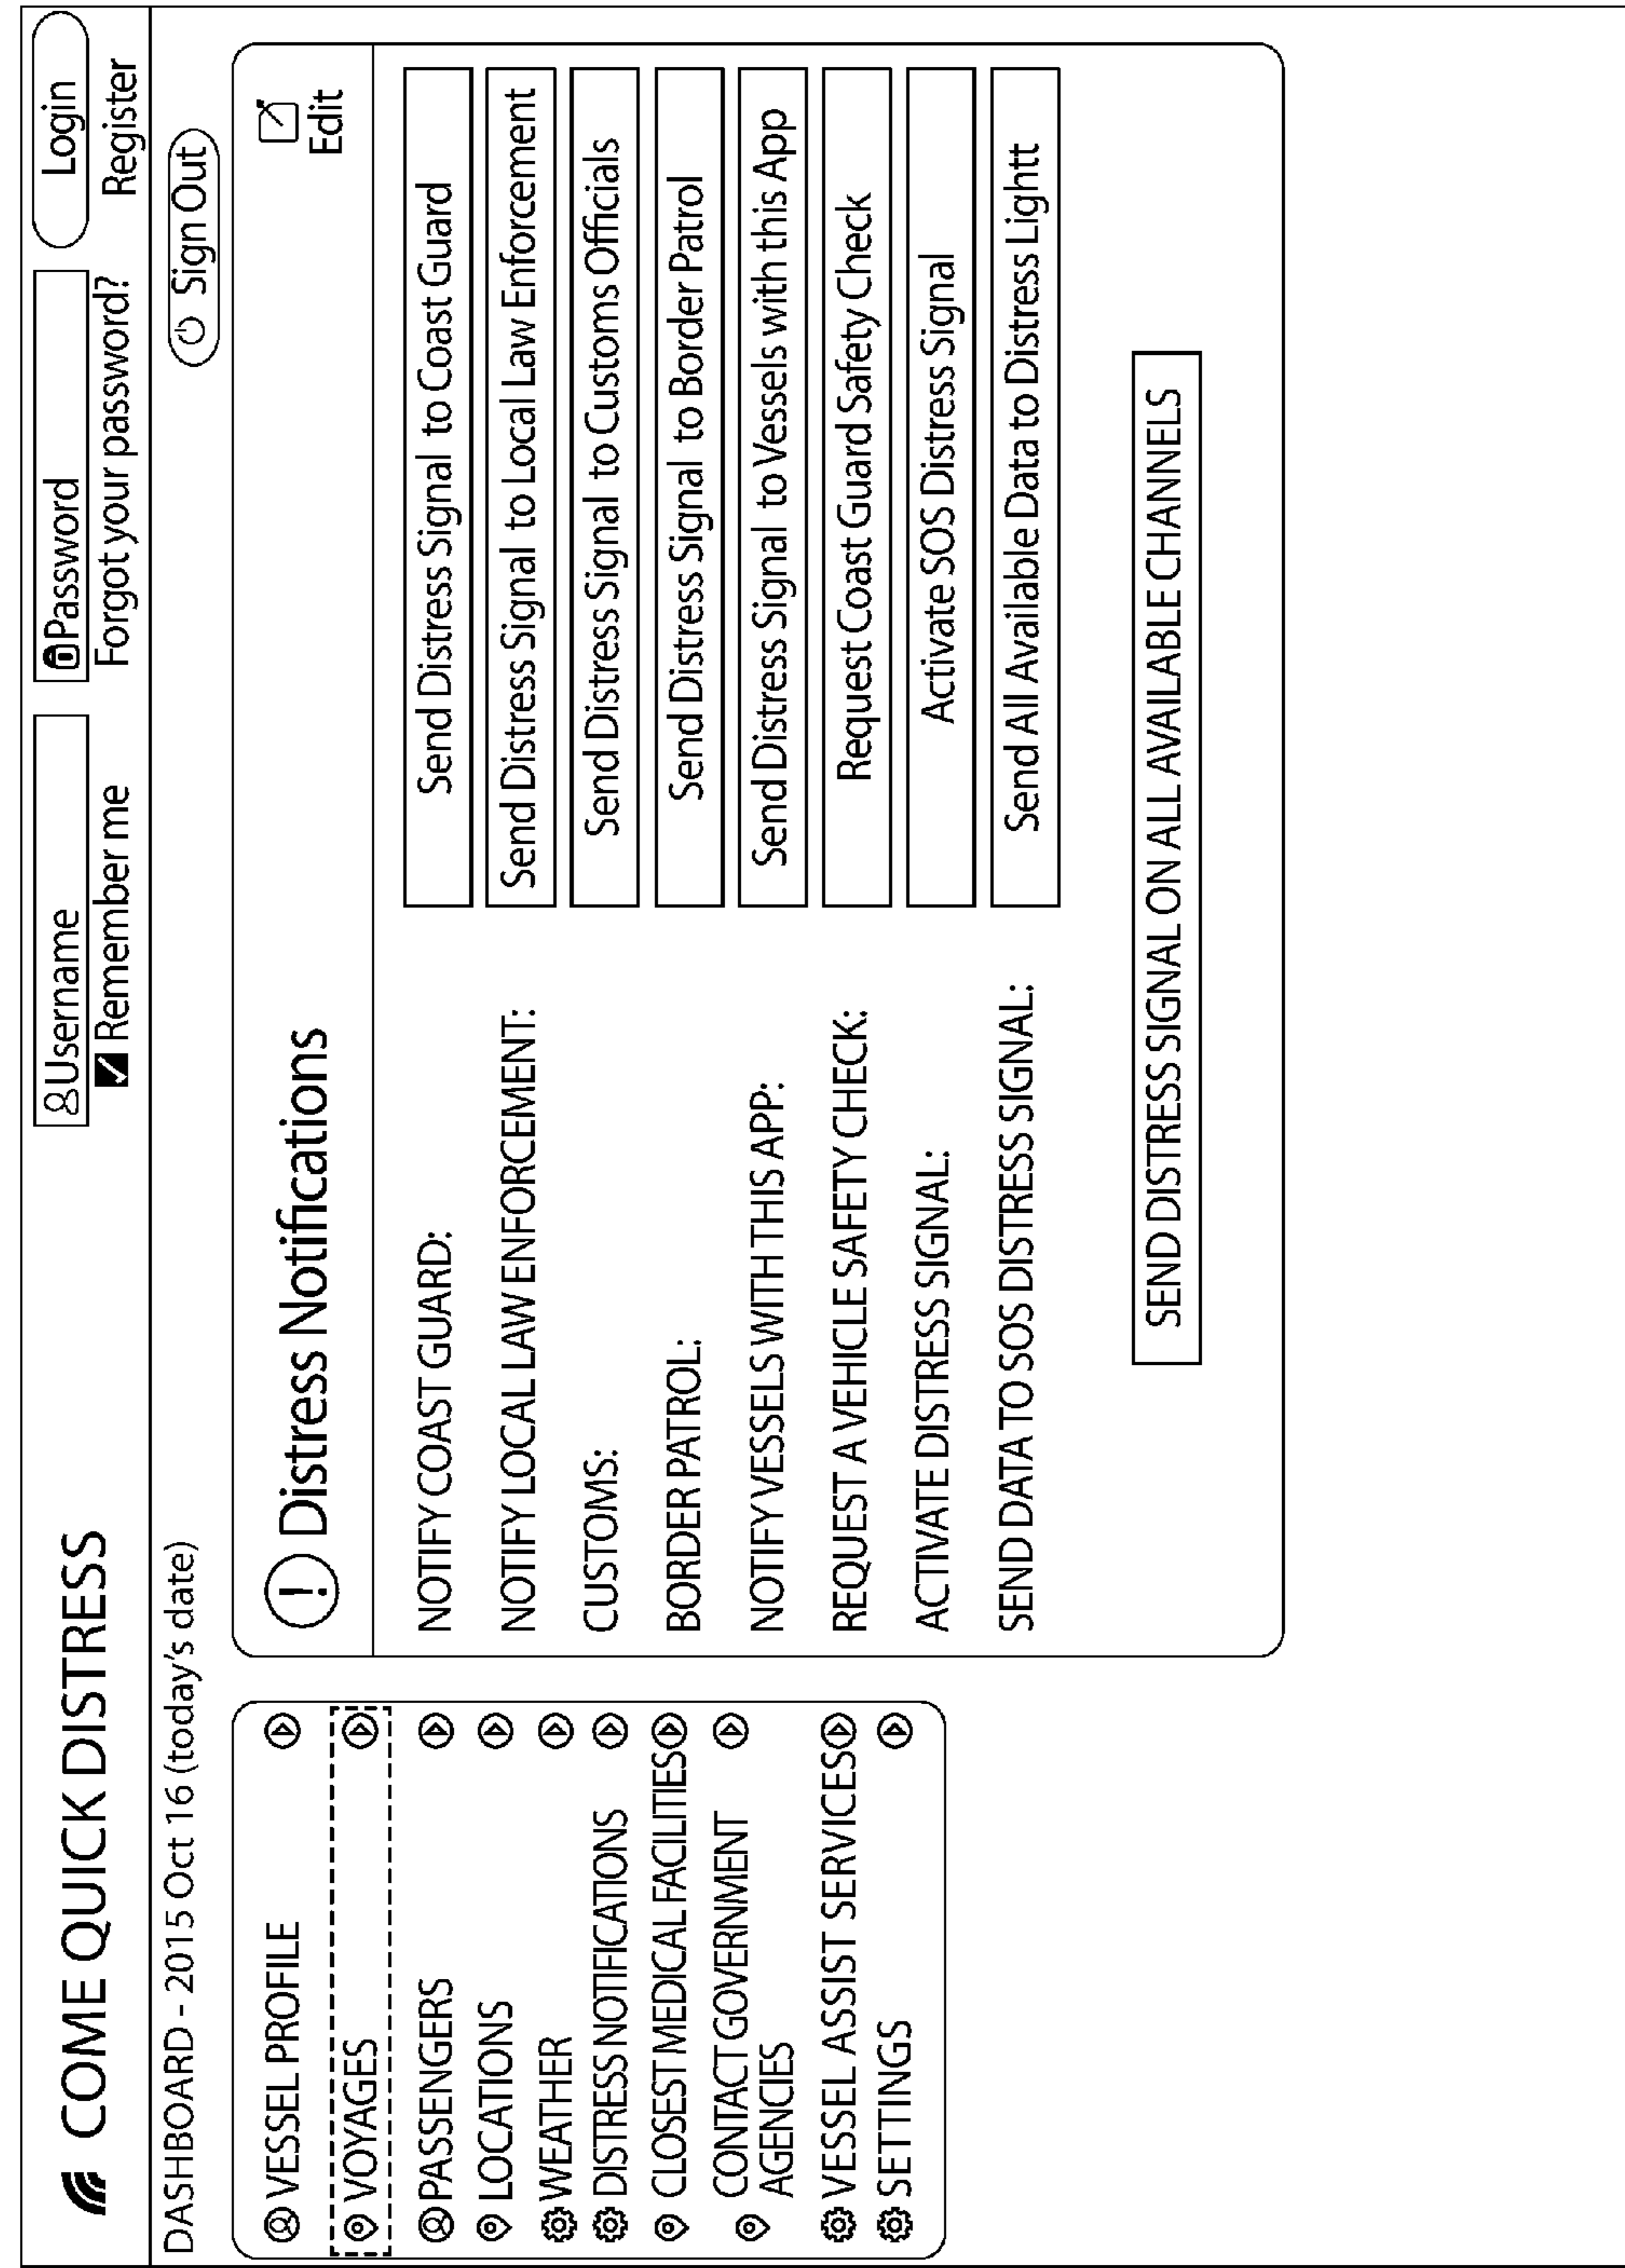 COME QUICK DISTRESS
Username
Password
Login
Remember me
Forgot your password?
Register
DASHBOARD - 2015 Oct 16 (today's date)
Sign Out
VESSEL PROFILE
VOYAGES
PASSENGERS
LOCATIONS
WEATHER
DISTRESS NOTIFICATIONS
CLOSEST MEDICAL FACILITIES
CONTACT GOVERNMENT
AGENCIES
VESSEL ASSIST SERVICES
SETTINGS
! Distress Notifications
Edit
NOTIFY COAST GUARD:
Send Distress Signal to Coast Guard
NOTIFY LOCAL LAW ENFORCEMENT:
Send Distress Signal to Local Law Enforcement
CUSTOMS:
Send Distress Signal to Customs Officials
BORDER PATROL:
Send Distress Signal to Border Patrol
NOTIFY VESSELS WITH THIS APP:
Send Distress Signal to Vessels with this App
REQUEST A VEHICLE SAFETY CHECK:
Request Coast Guard Safety Check
ACTIVATE DISTRESS SIGNAL:
Activate SOS Distress Signal
SEND DATA TO SOS DISTRESS SIGNAL:
Send All Available Data to Distress Lightt
SEND DISTRESS SIGNAL ON ALL AVAILABLE CHANNELS